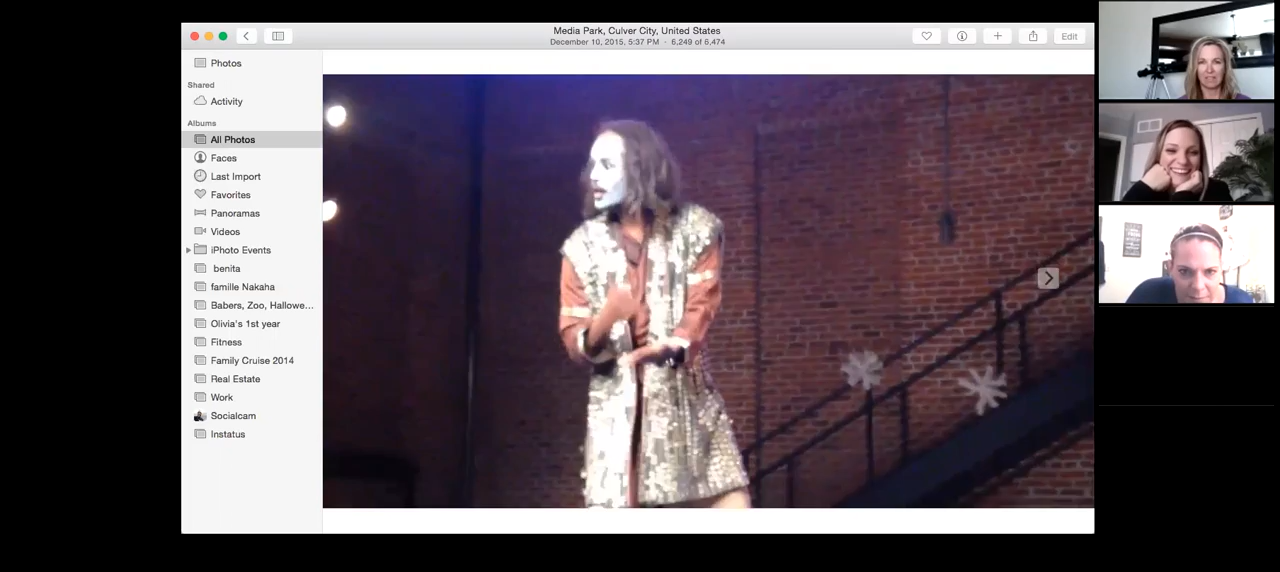 Media Park, Culver City, United States
December 10, 2015, 5:37 PM · 6,249 of 6,474
Edit
Photos
Shared
Activity
Albums
All Photos
Faces
Last Import
Favorites
Panoramas
Videos
iPhoto Events
benita
famille Nakaha
Babers, Zoo, Hallowe...
Olivia's 1st year
Fitness
Family Cruise 2014
Real Estate
Work
Socialcam
Instatus